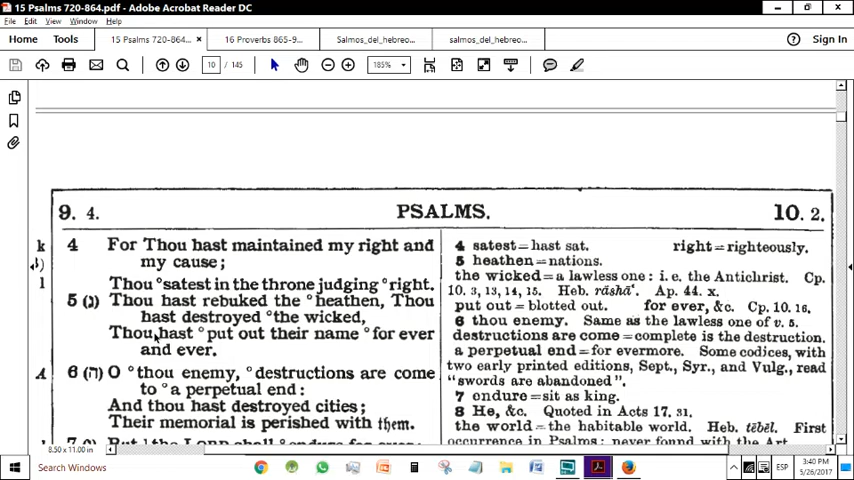 15 Psalms 720-864.pdf - Adobe Acrobat Reader DC
File Edit View Window Help
Home Tools 15 Psalms 720-864... × 16 Proverbs 865-9... Salmos_del_hebreo... salmos_del_hebreo... Sign In
10 / 145 185%
9. 4. PSALMS. 10. 2.
k 4 For Thou hast maintained my right and
my cause;
l Thou °satest in the throne judging °right.
5 (נ) Thou hast rebuked the °heathen, Thou
hast destroyed °the wicked,
Thou hast °put out their name °for ever
and ever.
A 6 (ה) O °thou enemy, °destructions are come
to °a perpetual end:
And thou hast destroyed cities;
Their memorial is perished with them.
4 satest=hast sat. right=righteously.
5 heathen=nations.
the wicked=a lawless one: i.e. the Antichrist. Cp.
10. 3, 13, 14, 15. Heb. rāshāʻ. Ap. 44. x.
put out=blotted out. for ever, &c. Cp. 10. 16.
6 thou enemy. Same as the lawless one of v. 5.
destructions are come=complete is the destruction.
a perpetual end=for evermore. Some codices, with
two early printed editions, Sept., Syr., and Vulg., read
"swords are abandoned".
7 endure=sit as king.
8 He, &c. Quoted in Acts 17. 31.
the world=the habitable world. Heb. tēbēl. First
occurrence in Psalms: never found with the Art
8.50 x 11.00 in
Search Windows
ESP
3:40 PM
5/26/2017